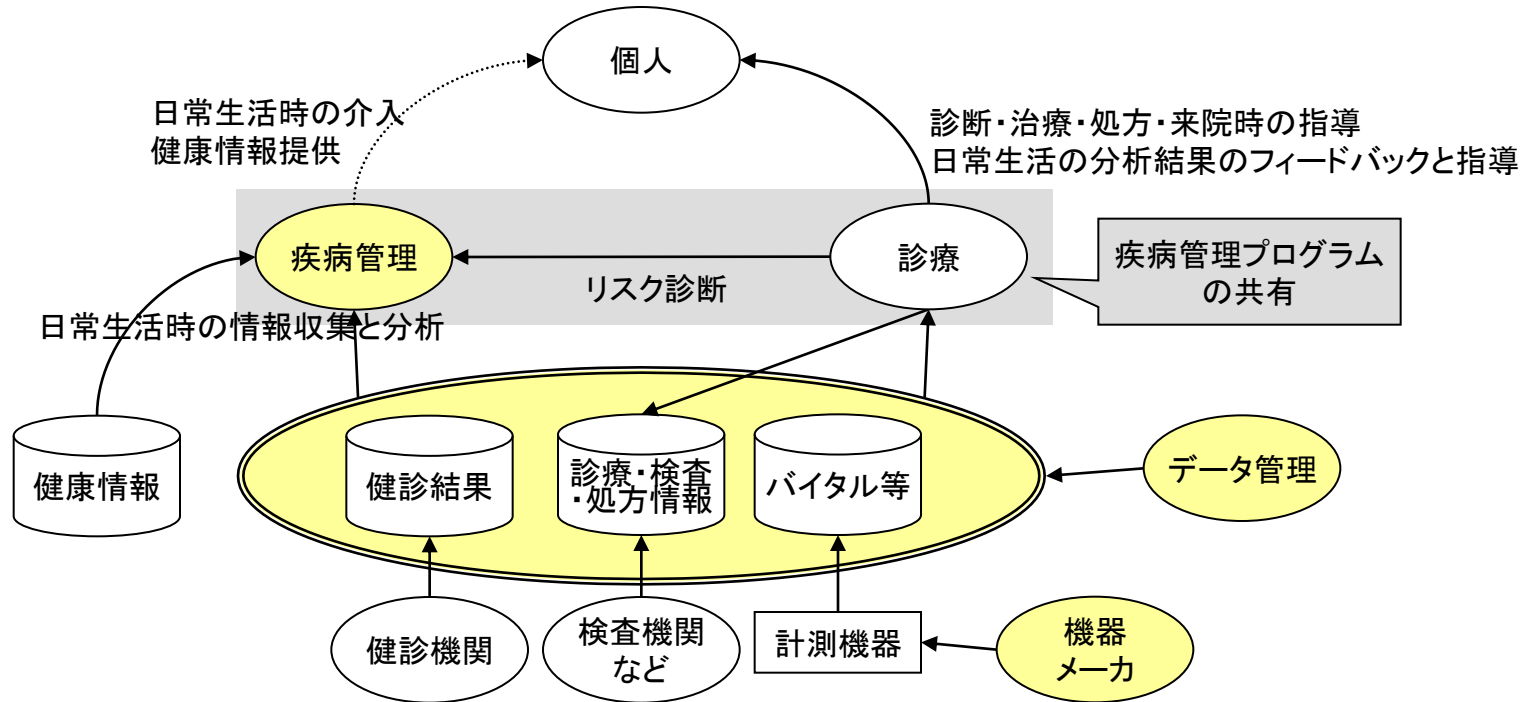 個人
日常生活時の介入
健康情報提供
診断・治療・処方・来院時の指導
日常生活の分析結果のフィードバックと指導
疾病管理
診療
リスク診断
疾病管理プログラム
の共有
日常生活時の情報収集と分析
健康情報
健診結果
診療・検査
・処方情報
バイタル等
データ管理
健診機関
検査機関
など
計測機器
機器
メーカ